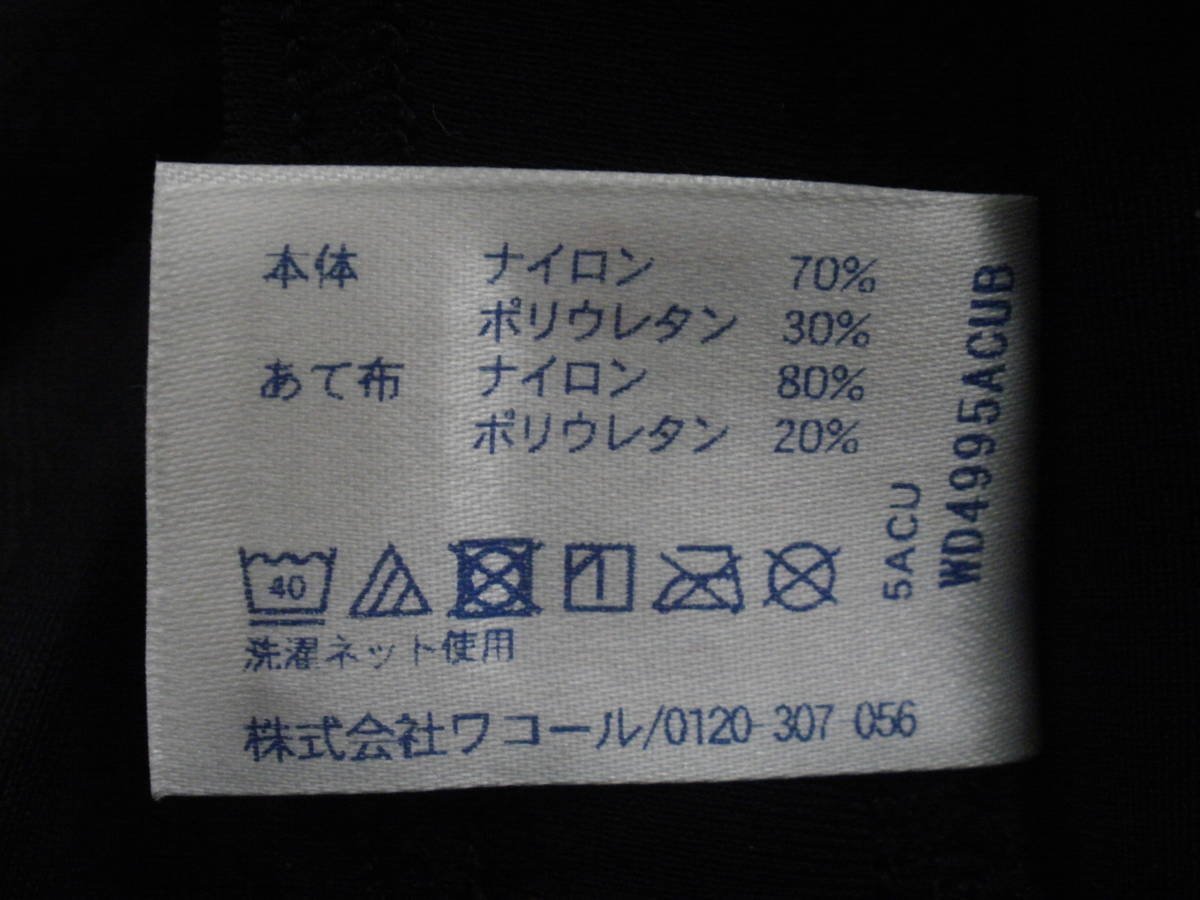 本体 ナイロン 70%
ポリウレタン 30%
あて布 ナイロン 80%
ポリウレタン 20%
40
洗濯ネット使用
株式会社ワコール/0120-307 056
5ACU
WD4995ACUB